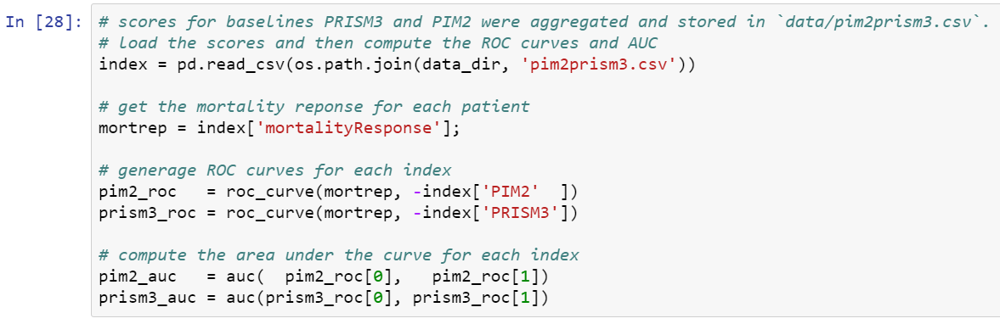 In [28]: # scores for baselines PRISM3 and PIM2 were aggregated and stored in `data/pim2prism3.csv`.
# load the scores and then compute the ROC curves and AUC
index = pd.read_csv(os.path.join(data_dir, 'pim2prism3.csv'))

# get the mortality reponse for each patient
mortrep = index['mortalityResponse'];

# generage ROC curves for each index
pim2_roc   = roc_curve(mortrep, -index['PIM2'  ])
prism3_roc = roc_curve(mortrep, -index['PRISM3'])

# compute the area under the curve for each index
pim2_auc   = auc(  pim2_roc[0],   pim2_roc[1])
prism3_auc = auc(prism3_roc[0], prism3_roc[1])